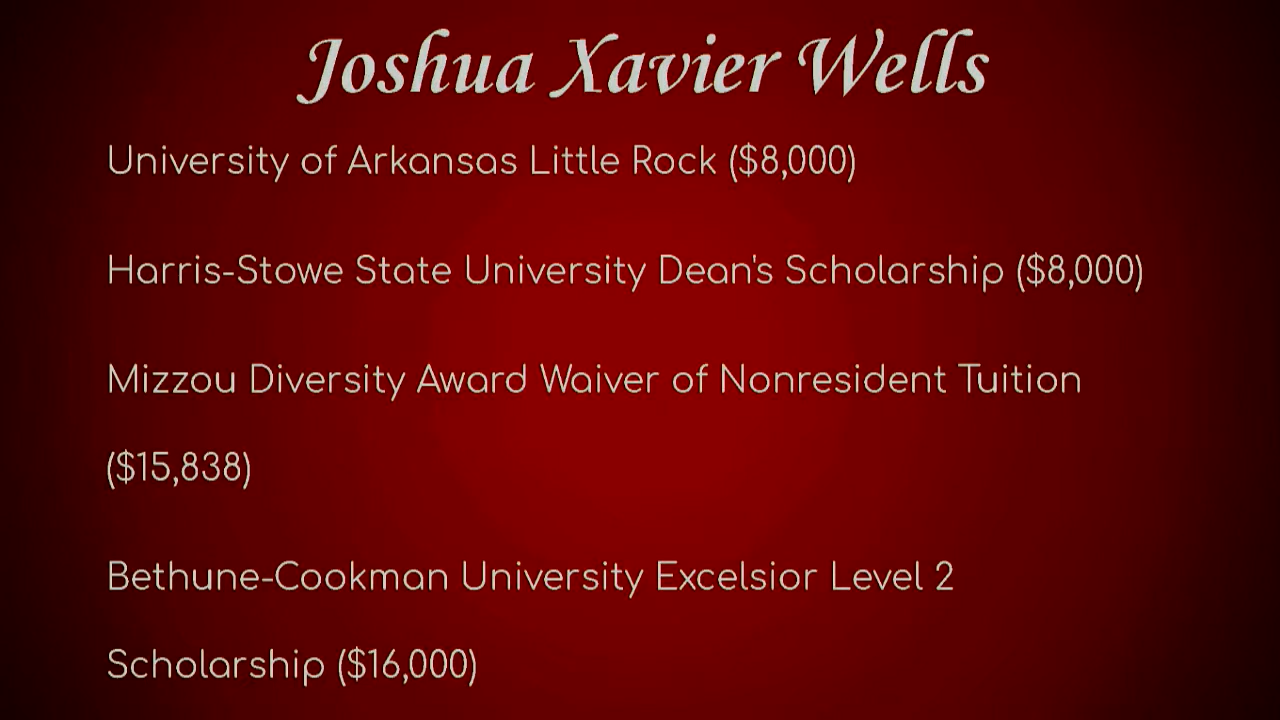 Joshua Xavier Wells
University of Arkansas Little Rock ($8,000)
Harris-Stowe State University Dean's Scholarship ($8,000)
Mizzou Diversity Award Waiver of Nonresident Tuition
($15,838)
Bethune-Cookman University Excelsior Level 2
Scholarship ($16,000)